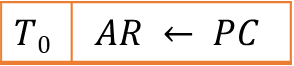 T₀ AR ← PC